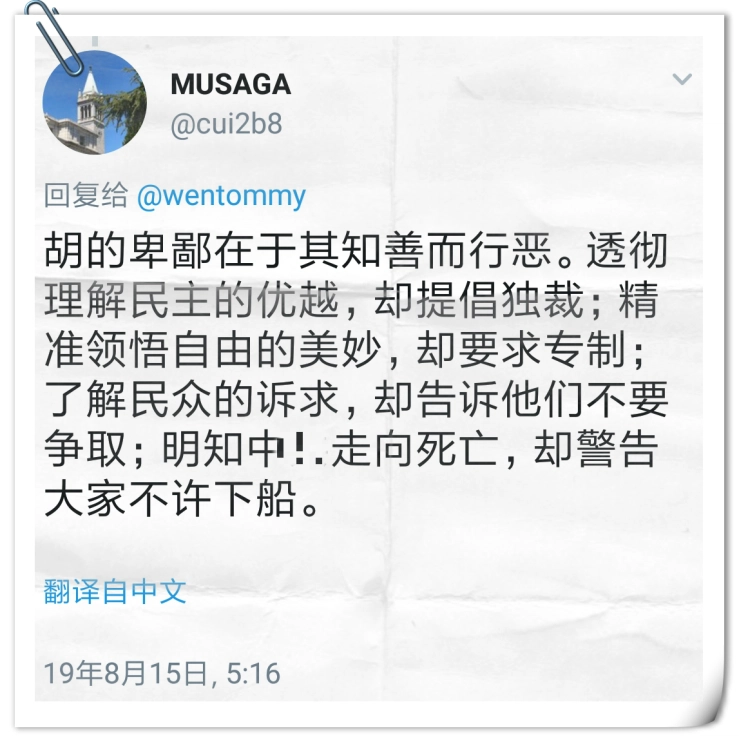 MUSAGA
@cui2b8
回复给 @wentommy
胡的卑鄙在于其知善而行恶。透彻
理解民主的优越，却提倡独裁；精
准领悟自由的美妙，却要求专制；
了解民众的诉求，却告诉他们不要
争取；明知中!.走向死亡，却警告
大家不许下船。
翻译自中文
19年8月15日, 5:16